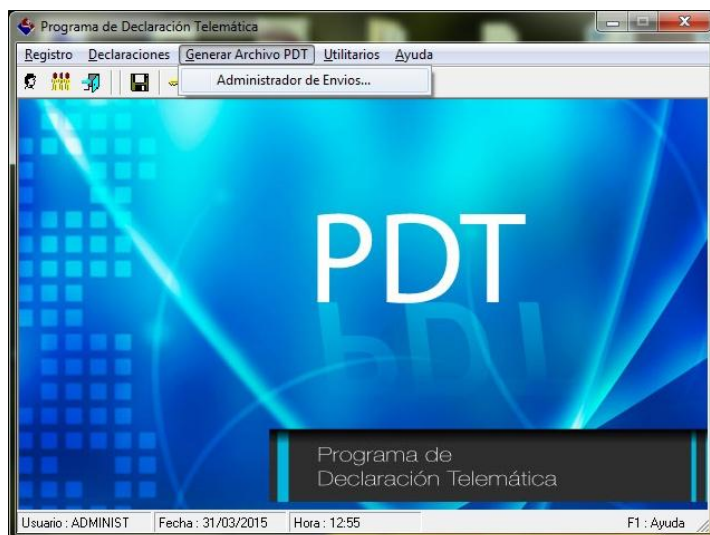 Programa de Declaración Telemática
Registro Declaraciones Generar Archivo PDT Utilitarios Ayuda
Administrador de Envios...
PDT
Programa de
Declaración Telemática
Usuario : ADMINIST Fecha : 31/03/2015 Hora : 12:55 F1 : Ayuda